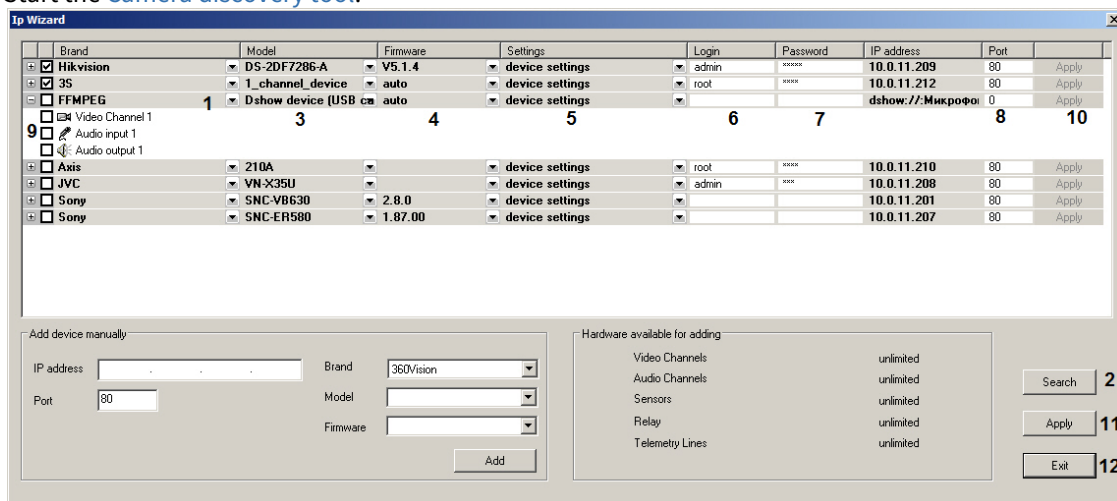 Start the Camera discovery tool.
Ip Wizard
Brand Model Firmware Settings Login Password IP address Port
Hikvision DS-2DF7286-A V5.1.4 device settings admin ***** 10.0.11.209 80 Apply
3S 1_channel_device auto device settings root **** 10.0.11.212 80 Apply
FFMPEG 1 Dshow device (USB ca auto device settings dshow://:Микрофо 0 Apply
Video Channel 1 3 4 5 6 7 8 10
9 Audio input 1
Audio output 1
Axis 210A device settings root **** 10.0.11.210 80 Apply
JVC VN-X35U device settings admin *** 10.0.11.208 80 Apply
Sony SNC-VB630 2.8.0 device settings 10.0.11.201 80 Apply
Sony SNC-ER580 1.87.00 device settings 10.0.11.207 80 Apply
Add device manually
IP address . . .
Port 80
Brand 360Vision
Model
Firmware
Add
Hardware available for adding
Video Channels unlimited
Audio Channels unlimited
Sensors unlimited
Relay unlimited
Telemetry Lines unlimited
Search 2
Apply 11
Exit 12